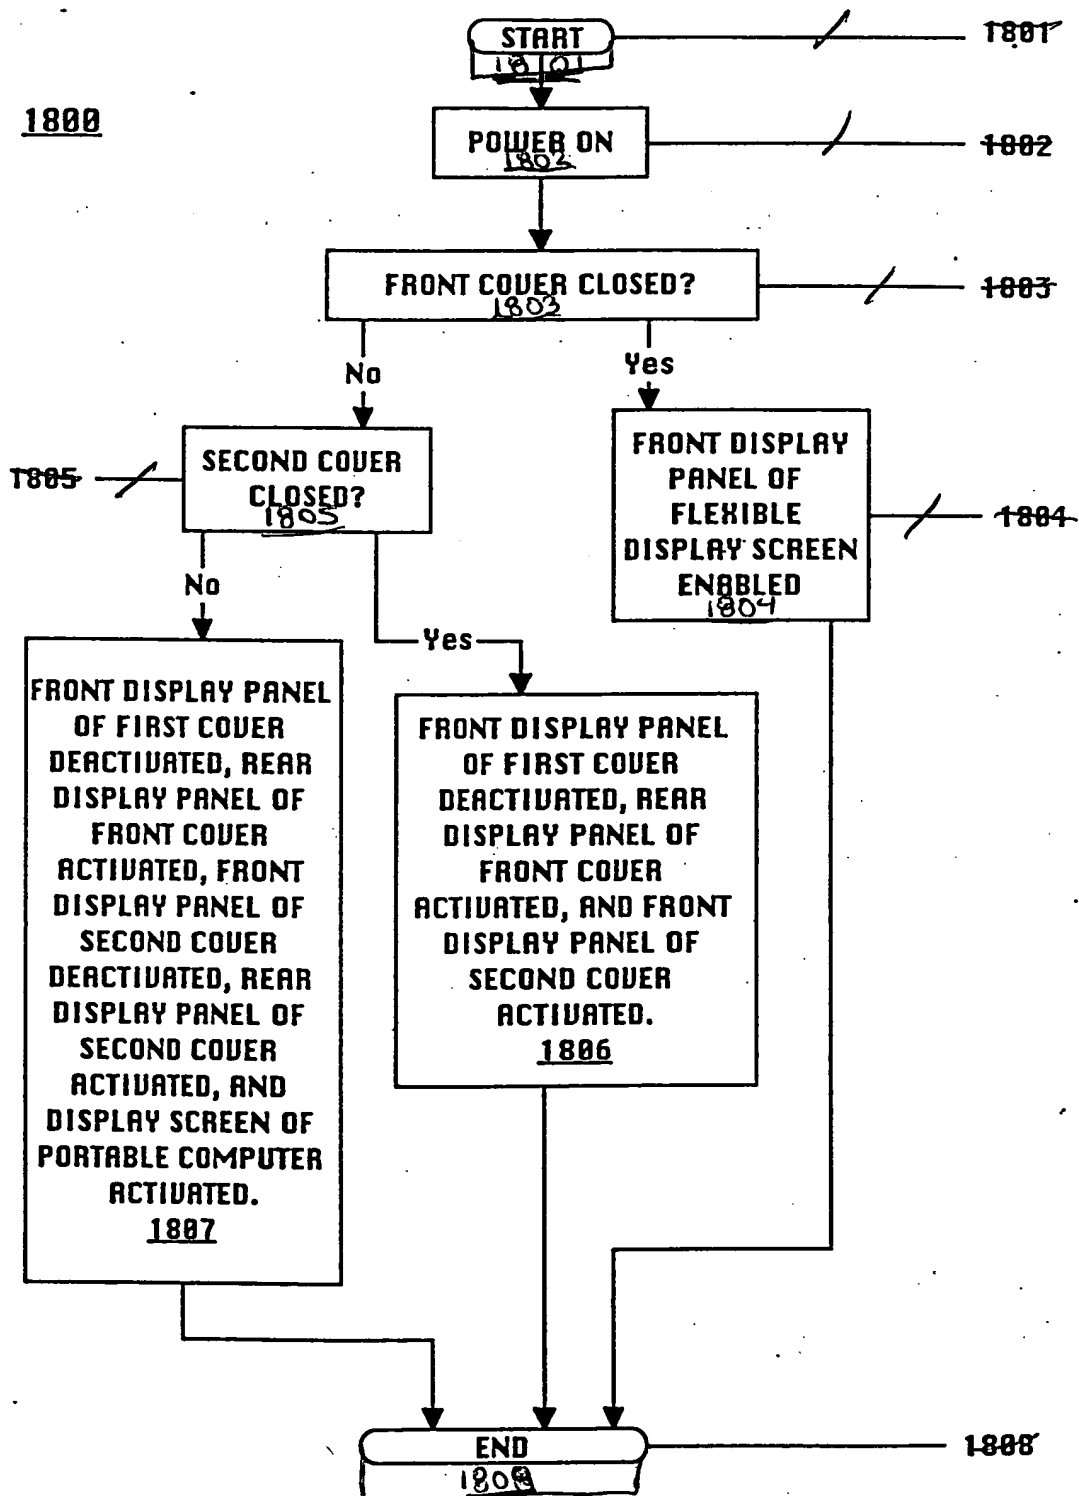 START
1801
1801
1800
POWER ON
1802
1802
FRONT COVER CLOSED?
1803
1803
No
Yes
SECOND COVER
CLOSED?
1805
1805
FRONT DISPLAY
PANEL OF
FLEXIBLE
DISPLAY SCREEN
ENABLED
1804
1804
No
Yes
FRONT DISPLAY PANEL
OF FIRST COVER
DEACTIVATED, REAR
DISPLAY PANEL OF
FRONT COVER
ACTIVATED, FRONT
DISPLAY PANEL OF
SECOND COVER
DEACTIVATED, REAR
DISPLAY PANEL OF
SECOND COVER
ACTIVATED, AND
DISPLAY SCREEN OF
PORTABLE COMPUTER
ACTIVATED.
1807
FRONT DISPLAY PANEL
OF FIRST COVER
DEACTIVATED, REAR
DISPLAY PANEL OF
FRONT COVER
ACTIVATED, AND FRONT
DISPLAY PANEL OF
SECOND COVER
ACTIVATED.
1806
END
1808
1808